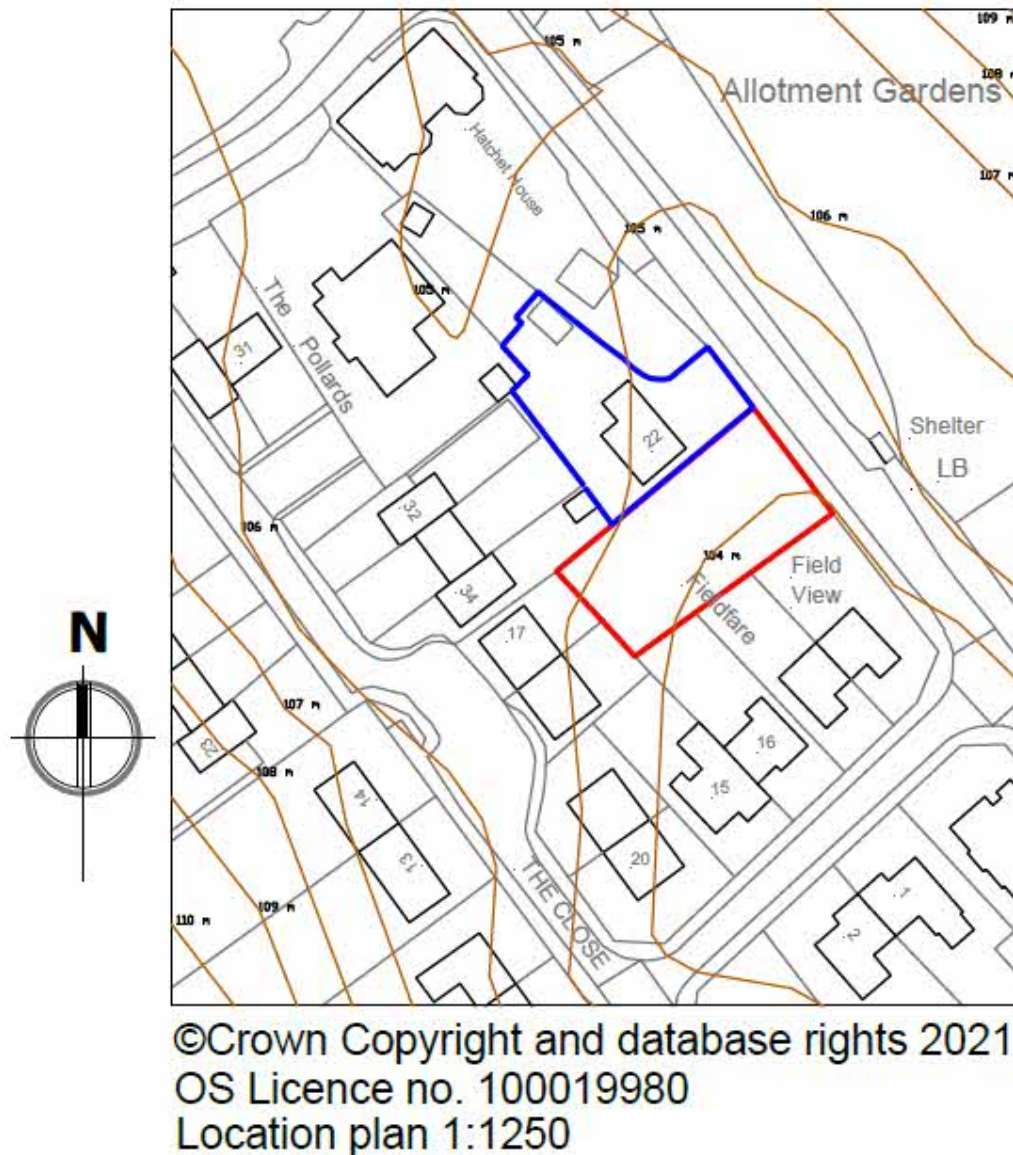 109 m
105 m
108 m
Allotment Gardens
Hatchet House
107 m
106 m
105 m
105 m
The
Pollards
31
22
Shelter
LB
32
106 m
104 m
Field
View
Fieldfare
34
17
N
107 m
23
16
108 m
15
14
20
13
THE CLOSE
109 m
110 m
1
2
©Crown Copyright and database rights 2021
OS Licence no. 100019980
Location plan 1:1250